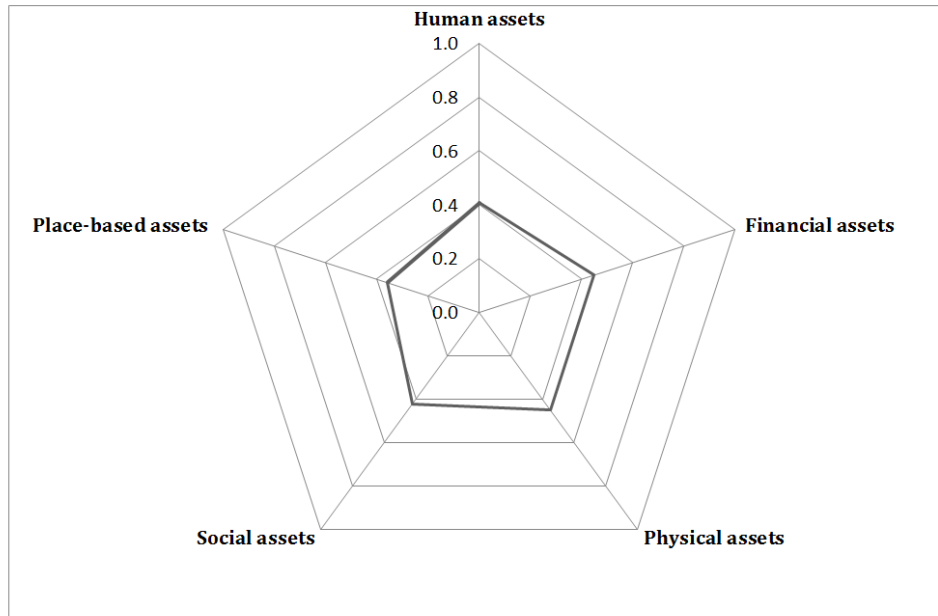 Human assets
1.0
0.8
0.6
0.4
0.2
0.0
Place-based assets
Financial assets
Social assets
Physical assets